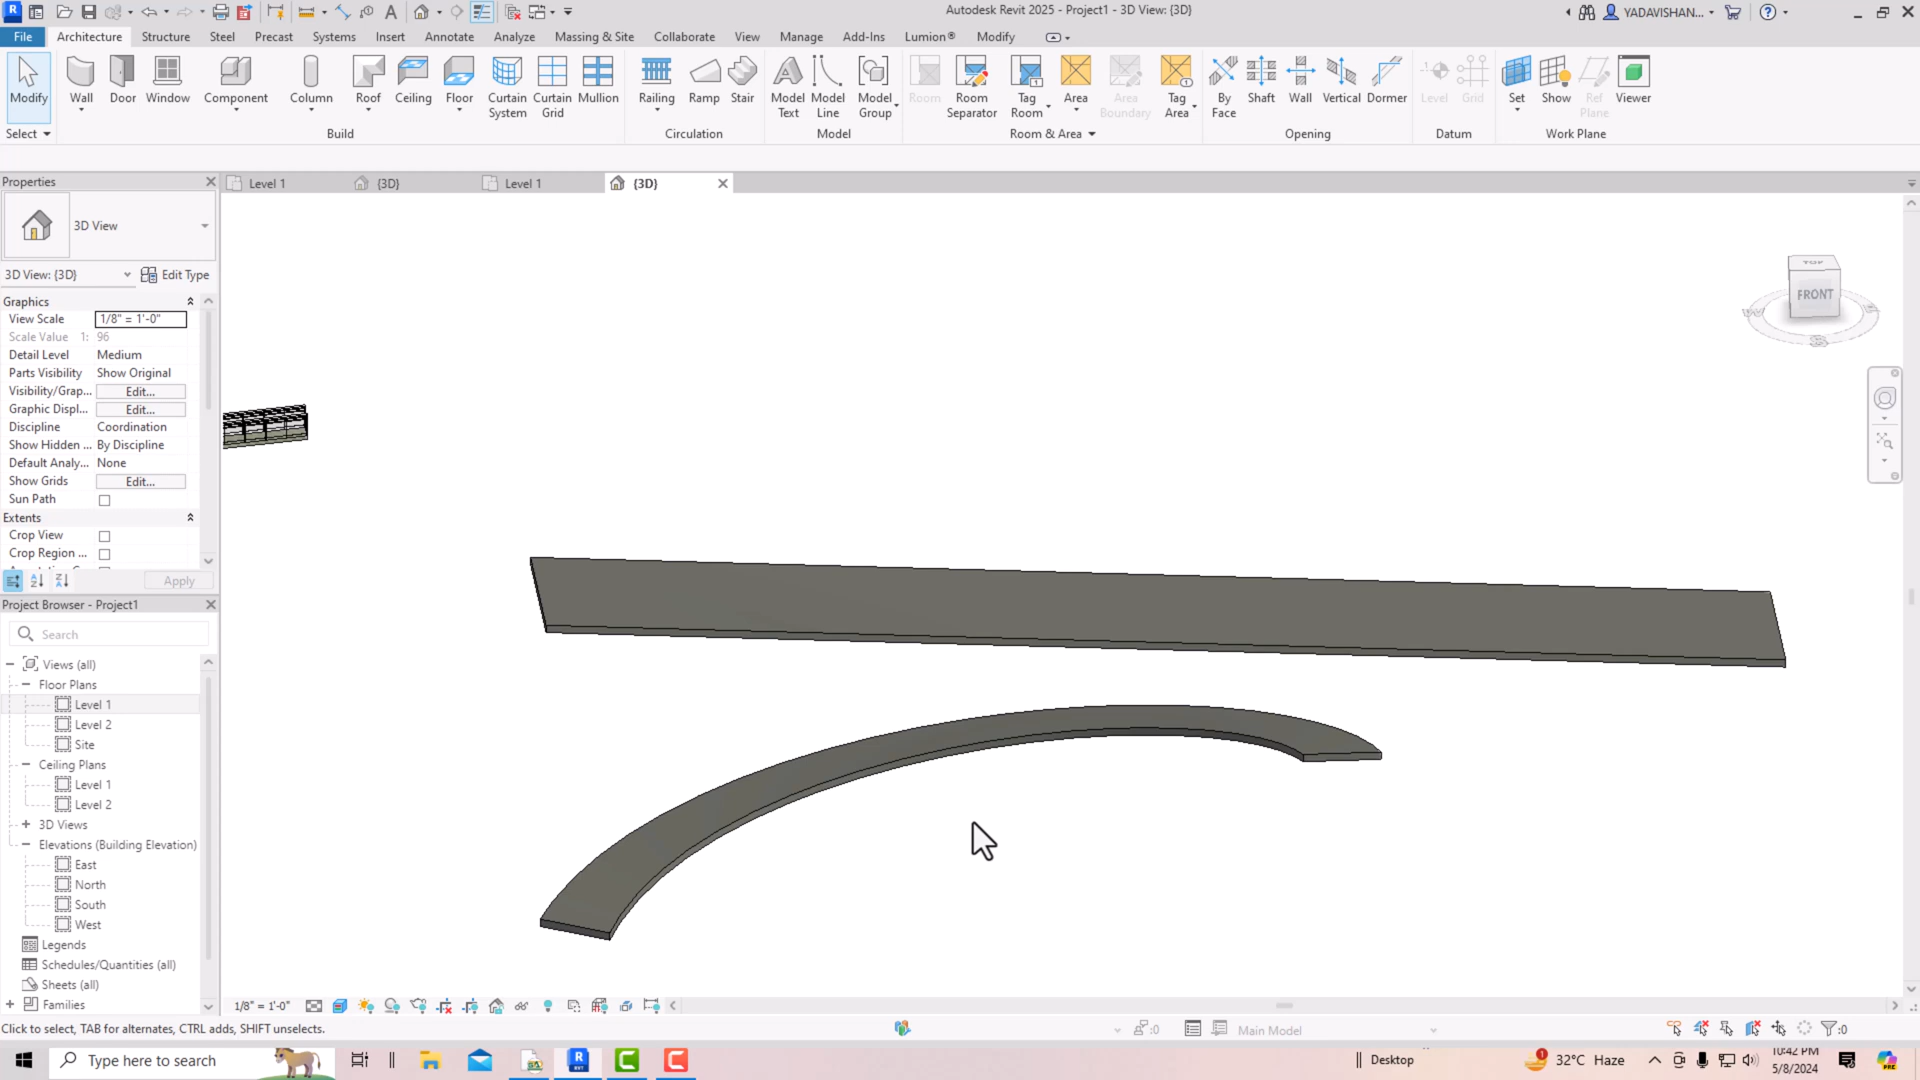 Autodesk Revit 2025 - Project1 - 3D View: {3D}
YADAVISHAN...
File Architecture Structure Steel Precast Systems Insert Annotate Analyze Massing & Site Collaborate View Manage Add-Ins Lumion® Modify
Modify Wall Door Window Component Column Roof Ceiling Floor Curtain System Curtain Grid Mullion Railing Ramp Stair Model Text Model Line Model Group Room Room Separator Tag Room Area Area Boundary Tag Area By Face Shaft Wall Vertical Dormer Level Grid Set Show Ref Plane Viewer
Select Build Circulation Model Room & Area Opening Datum Work Plane
Properties
Level 1 {3D} Level 1 {3D}
3D View
3D View: {3D} Edit Type
Graphics
View Scale 1/8" = 1'-0"
Scale Value 1: 96
Detail Level Medium
Parts Visibility Show Original
Visibility/Grap... Edit...
Graphic Displ... Edit...
Discipline Coordination
Show Hidden ... By Discipline
Default Analy... None
Show Grids Edit...
Sun Path
Extents
Crop View
Crop Region ...
Apply
TOP
FRONT
Project Browser - Project1
Search
Views (all)
Floor Plans
Level 1
Level 2
Site
Ceiling Plans
Level 1
Level 2
3D Views
Elevations (Building Elevation)
East
North
South
West
Legends
Schedules/Quantities (all)
Sheets (all)
Families
1/8" = 1'-0"
Click to select, TAB for alternates, CTRL adds, SHIFT unselects.
:0
Main Model
:0
Type here to search
Desktop
32°C Haze
10:42 PM
5/8/2024